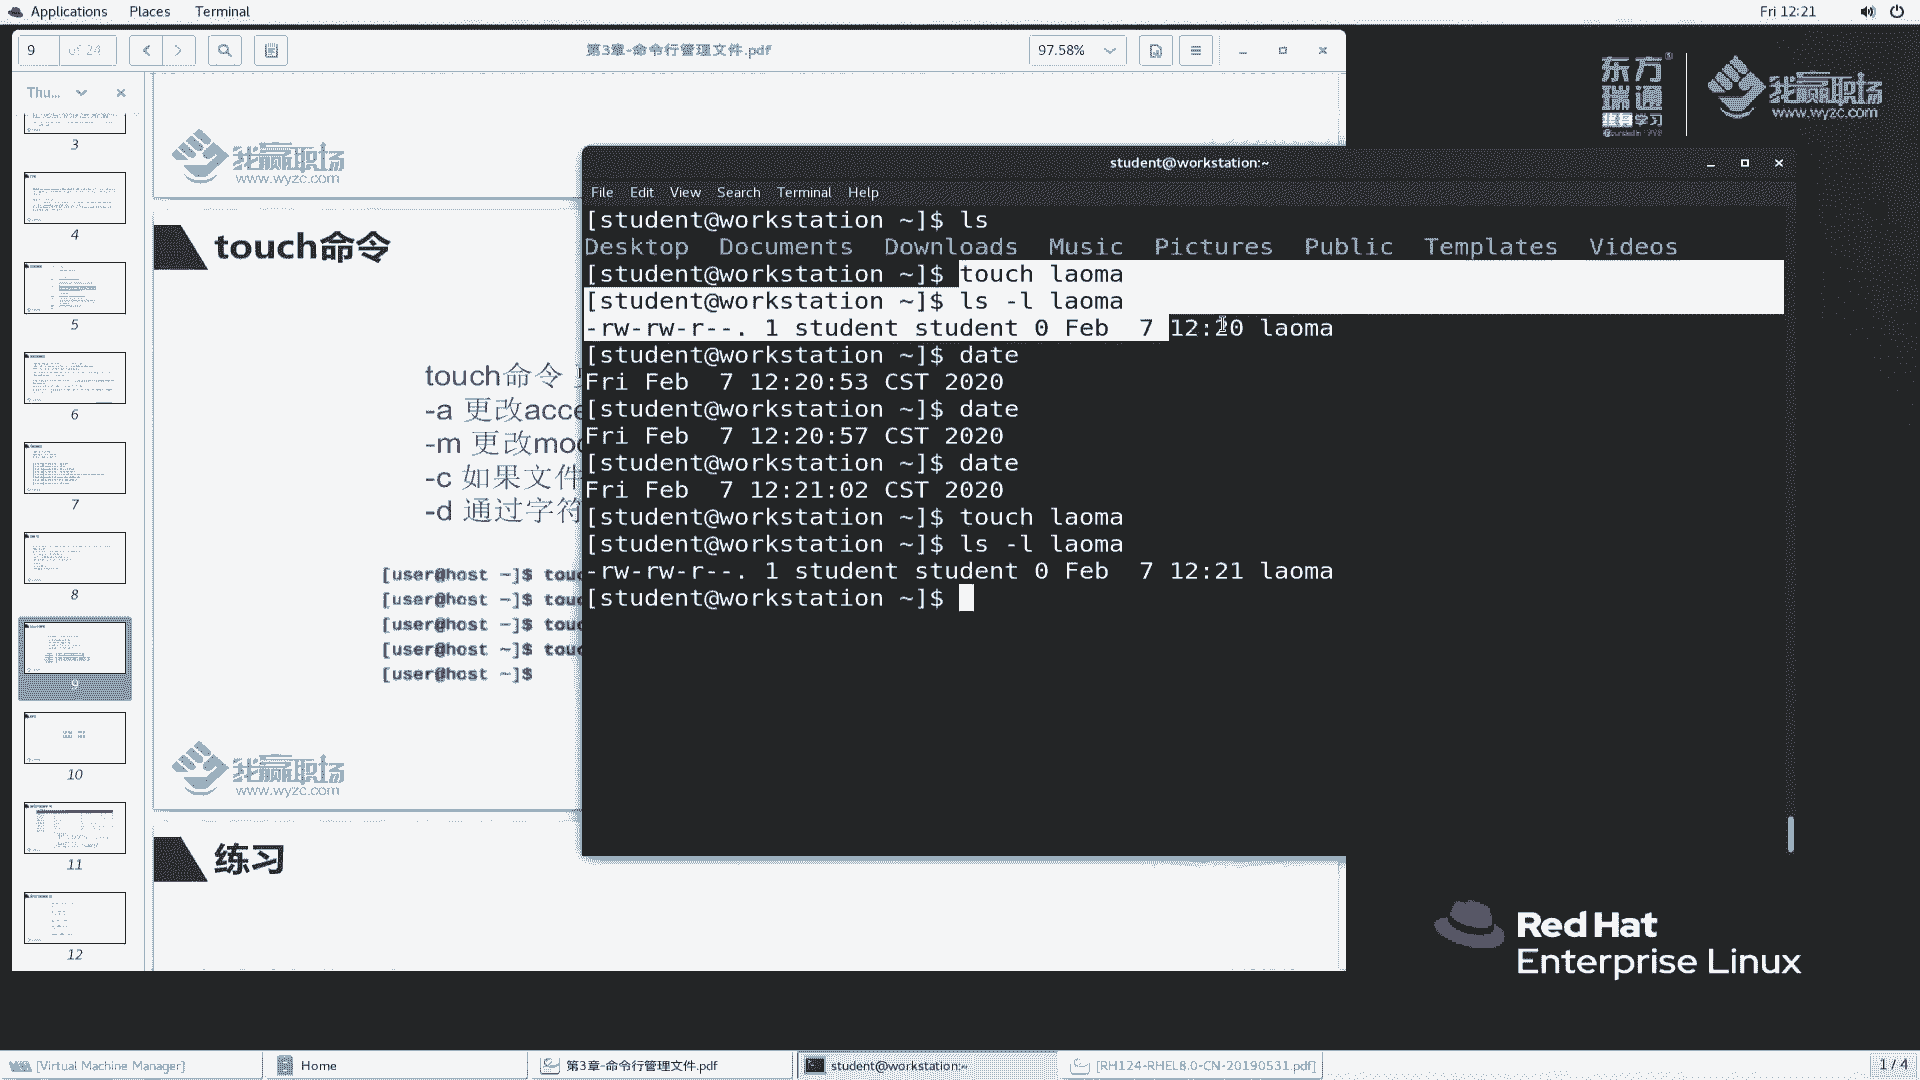 Applications Places Terminal Fri 12:21
9 of 24 第3章-命令行管理文件.pdf 97.58%
Thu...
3
4
5
6
7
8
9
10
11
12
我赢职场
www.wyzc.com
touch命令
touch命令
-a 更改acce
-m 更改mod
-c 如果文件
-d 通过字符
[user@host ~]$ touc
[user@host ~]$ touc
[user@host ~]$ touc
[user@host ~]$ touc
[user@host ~]$
我赢职场
www.wyzc.com
练习
东方瑞通
终身学习
我赢职场
www.wyzc.com
student@workstation:~
File Edit View Search Terminal Help
[student@workstation ~]$ ls
Desktop Documents Downloads Music Pictures Public Templates Videos
[student@workstation ~]$ touch laoma
[student@workstation ~]$ ls -l laoma
-rw-rw-r--. 1 student student 0 Feb  7 12:20 laoma
[student@workstation ~]$ date
Fri Feb  7 12:20:53 CST 2020
[student@workstation ~]$ date
Fri Feb  7 12:20:57 CST 2020
[student@workstation ~]$ date
Fri Feb  7 12:21:02 CST 2020
[student@workstation ~]$ touch laoma
[student@workstation ~]$ ls -l laoma
-rw-rw-r--. 1 student student 0 Feb  7 12:21 laoma
[student@workstation ~]$
Red Hat
Enterprise Linux
[Virtual Machine Manager] Home 第3章-命令行管理文件.pdf student@workstation:~ [RH124-RHEL8.0-CN-20190531.pdf] 1 / 4